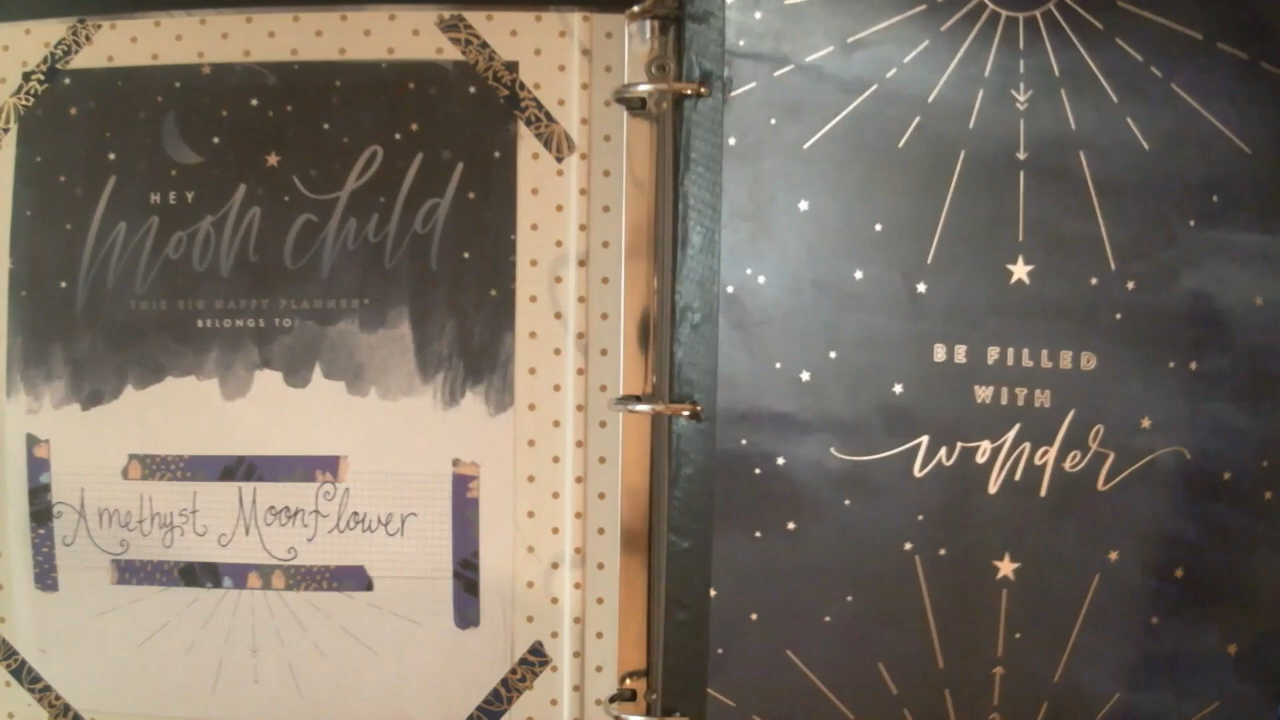 HEY
moon child
THIS BIG HAPPY PLANNER®
BELONGS TO:
Amethyst Moonflower
BE FILLED
WITH
wonder